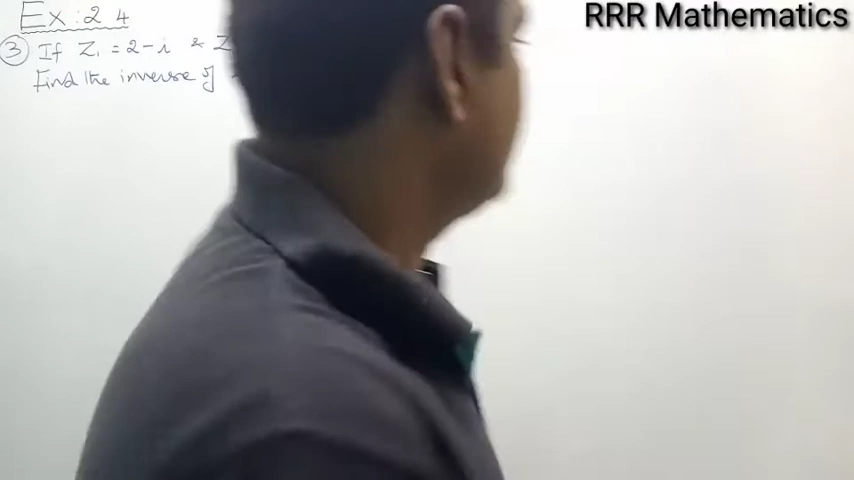 RRR Mathematics
Ex: 2.4
③ If Z₁ = 2-i & Z
Find the inverse of